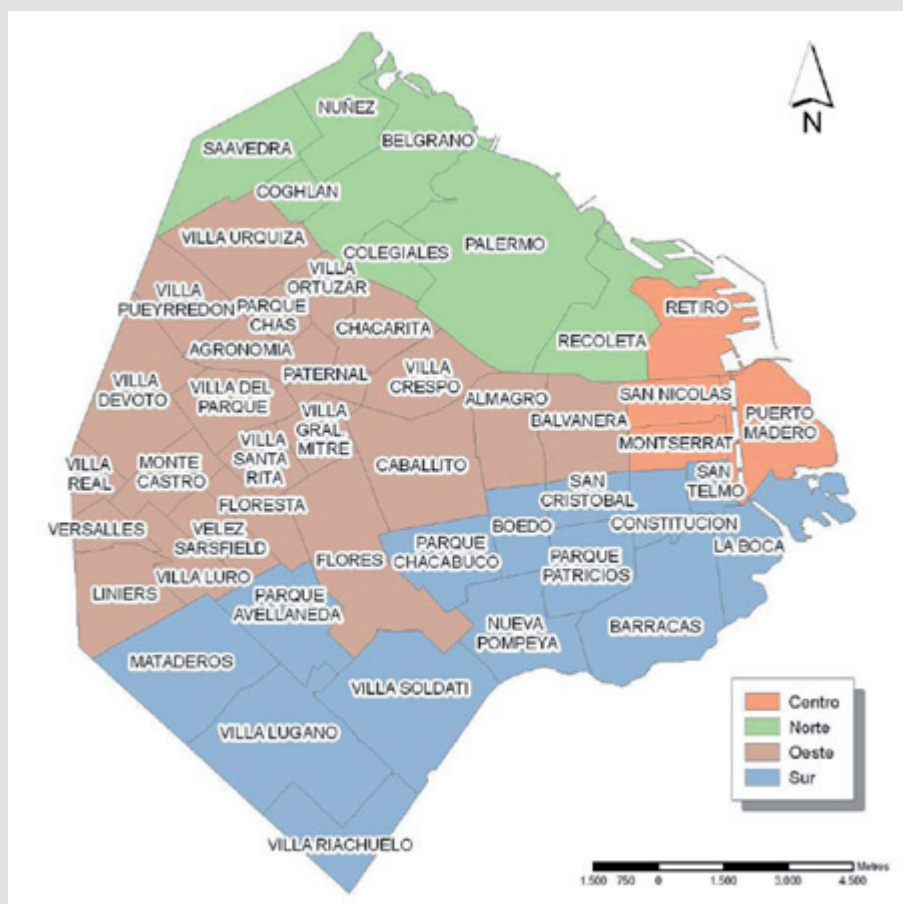 NUÑEZ
BELGRANO
SAAVEDRA
COGHLAN
VILLA URQUIZA
PALERMO
COLEGIALES
VILLA
ORTUZAR
VILLA
PUEYRREDON
PARQUE
CHAS
RETIRO
CHACARITA
RECOLETA
AGRONOMIA
PATERNAL
VILLA
CRESPO
VILLA
DEVOTO
VILLA DEL
PARQUE
ALMAGRO
SAN NICOLAS
BALVANERA
PUERTO
MADERO
VILLA
GRAL
MITRE
MONTSERRAT
VILLA
SANTA
RITA
VILLA
REAL
MONTE
CASTRO
CABALLITO
SAN
TELMO
SAN
CRISTOBAL
FLORESTA
VERSALLES
VELEZ
SARSFIELD
BOEDO
CONSTITUCION
LA BOCA
PARQUE
CHACABUCO
FLORES
PARQUE
PATRICIOS
VILLA LURO
LINIERS
PARQUE
AVELLANEDA
NUEVA
POMPEYA
BARRACAS
MATADEROS
VILLA SOLDATI
VILLA LUGANO
VILLA RIACHUELO
N
Centro
Norte
Oeste
Sur
Metros
1.500 750 0 1.500 3.000 4.500